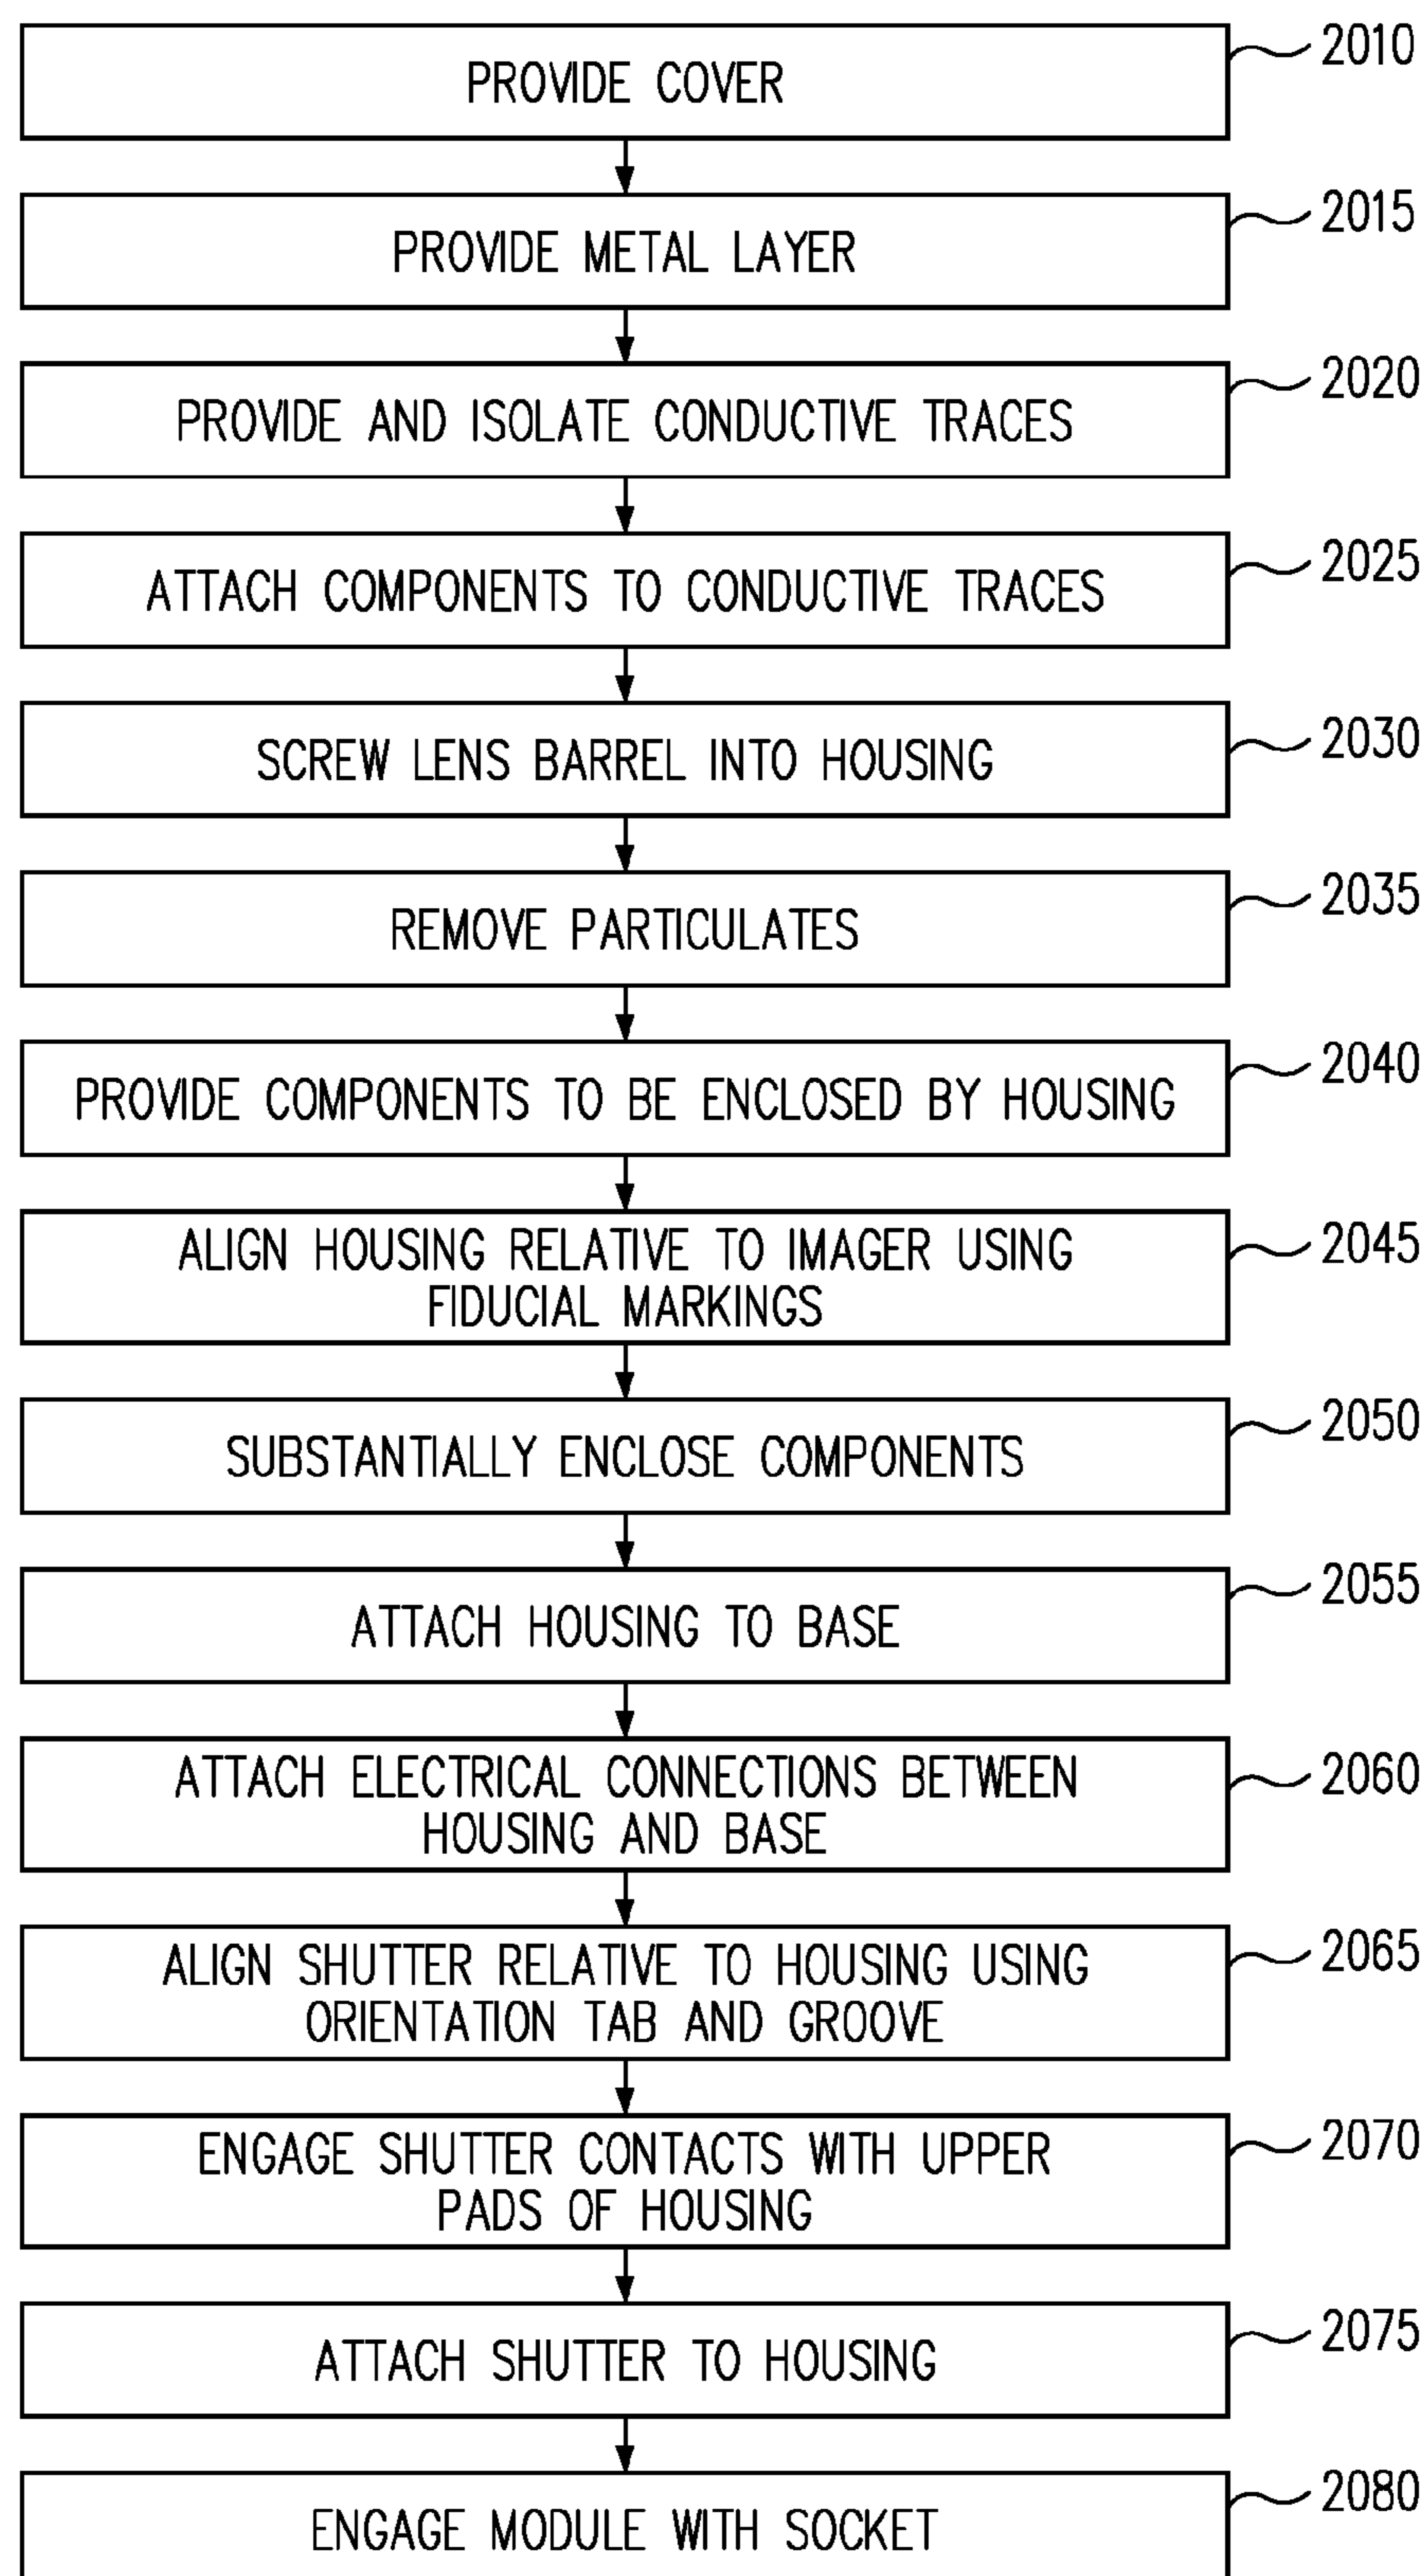 PROVIDE COVER
2010
PROVIDE METAL LAYER
2015
PROVIDE AND ISOLATE CONDUCTIVE TRACES
2020
ATTACH COMPONENTS TO CONDUCTIVE TRACES
2025
SCREW LENS BARREL INTO HOUSING
2030
REMOVE PARTICULATES
2035
PROVIDE COMPONENTS TO BE ENCLOSED BY HOUSING
2040
ALIGN HOUSING RELATIVE TO IMAGER USING
FIDUCIAL MARKINGS
2045
SUBSTANTIALLY ENCLOSE COMPONENTS
2050
ATTACH HOUSING TO BASE
2055
ATTACH ELECTRICAL CONNECTIONS BETWEEN
HOUSING AND BASE
2060
ALIGN SHUTTER RELATIVE TO HOUSING USING
ORIENTATION TAB AND GROOVE
2065
ENGAGE SHUTTER CONTACTS WITH UPPER
PADS OF HOUSING
2070
ATTACH SHUTTER TO HOUSING
2075
ENGAGE MODULE WITH SOCKET
2080